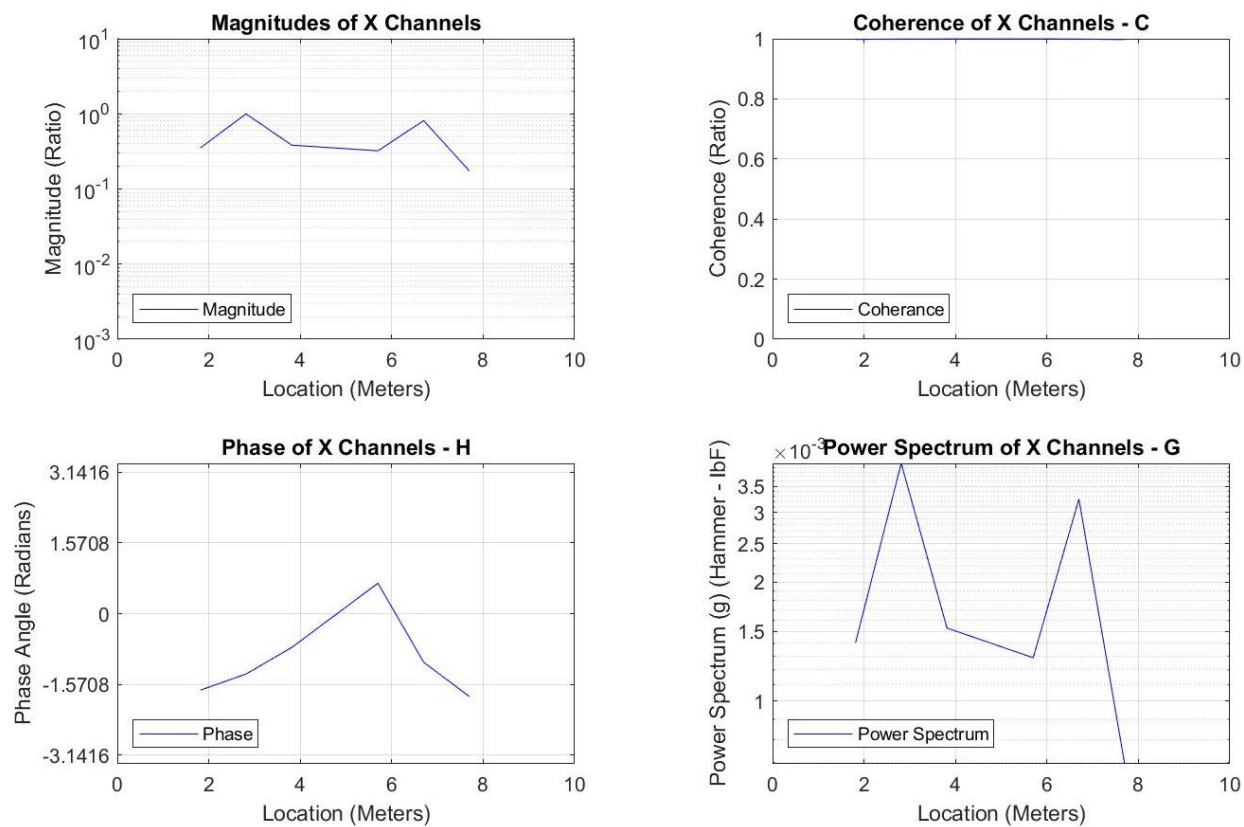 Magnitudes of X Channels
10^1
10^0
10^-1
10^-2
10^-3
Magnitude (Ratio)
Magnitude
0 2 4 6 8 10
Location (Meters)
Coherence of X Channels - C
1
0.8
0.6
0.4
0.2
0
Coherence (Ratio)
Coherance
0 2 4 6 8 10
Location (Meters)
Phase of X Channels - H
3.1416
1.5708
0
-1.5708
-3.1416
Phase Angle (Radians)
Phase
0 2 4 6 8 10
Location (Meters)
×10^-3
Power Spectrum of X Channels - G
3.5
3
2.5
2
1.5
1
Power Spectrum (g) (Hammer - lbF)
Power Spectrum
0 2 4 6 8 10
Location (Meters)